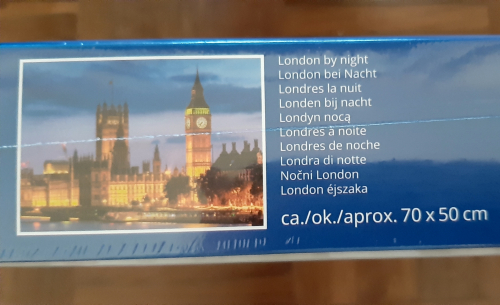 London by night
London bei Nacht
Londres la nuit
Londen bij nacht
Londyn nocą
Londres à noite
Londres de noche
Londra di notte
Nočni London
London éjszaka
ca./ok./aprox. 70 x 50 cm